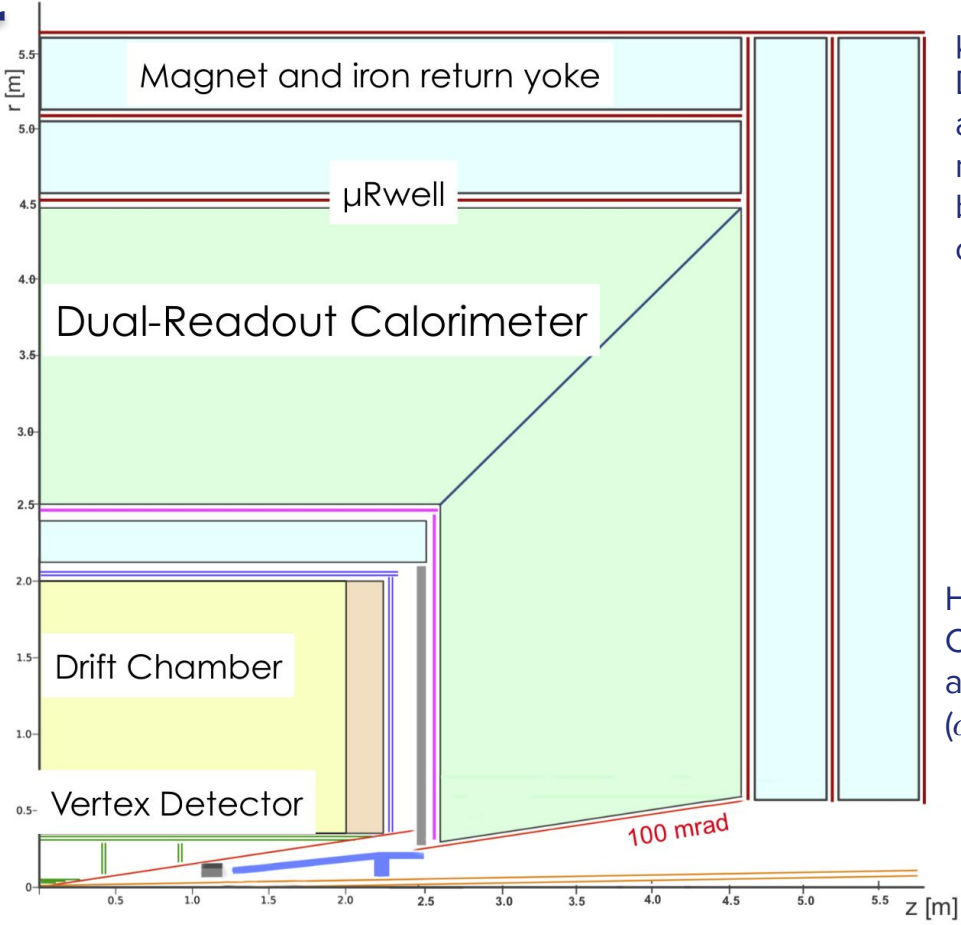 5.5
r [m]
Magnet and iron return yoke
5.0
4.5
µRwell
4.0
Dual-Readout Calorimeter
3.5
3.0
2.5
2.0
1.5
Drift Chamber
1.0
0.5
Vertex Detector
100 mrad
0
0.5 1.0 1.5 2.0 2.5 3.0 3.5 4.0 4.5 5.0 5.5 z [m]